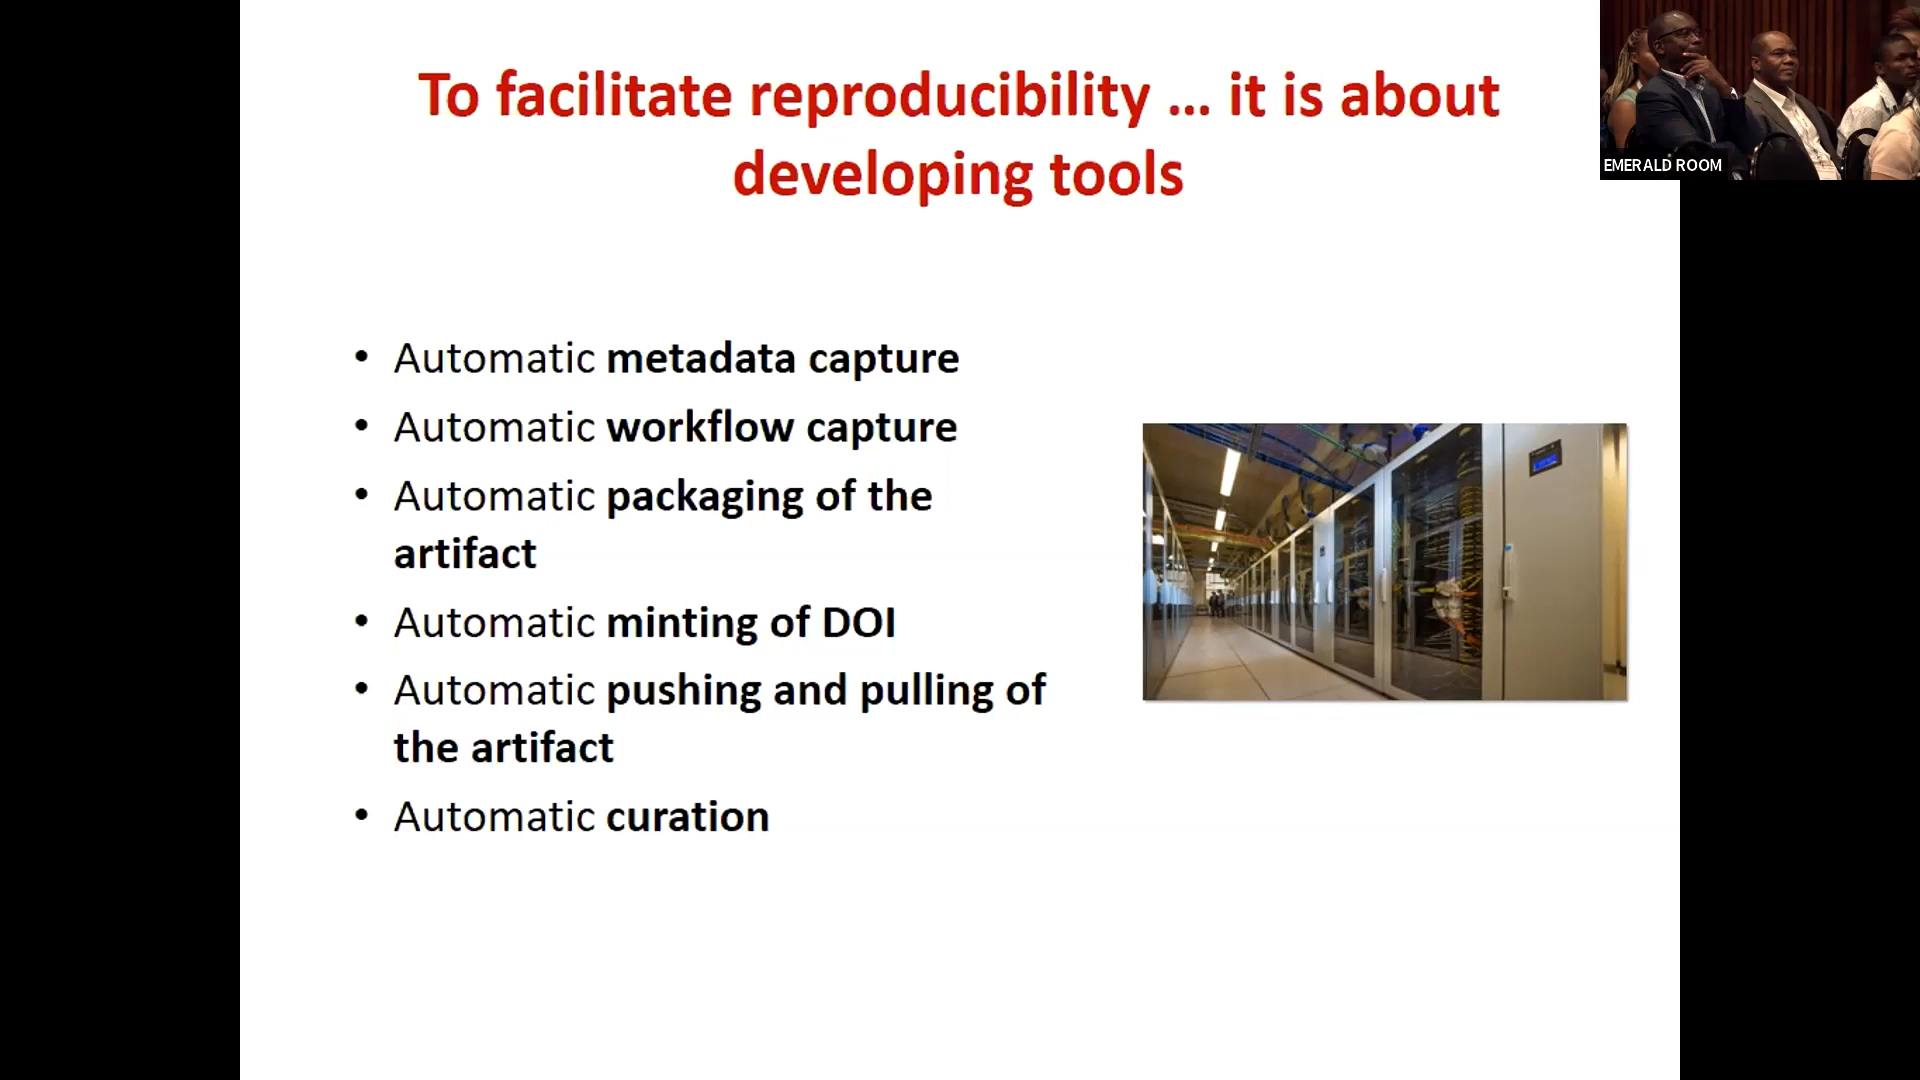 To facilitate reproducibility ... it is about
developing tools
EMERALD ROOM
• Automatic metadata capture
• Automatic workflow capture
• Automatic packaging of the
artifact
• Automatic minting of DOI
• Automatic pushing and pulling of
the artifact
• Automatic curation